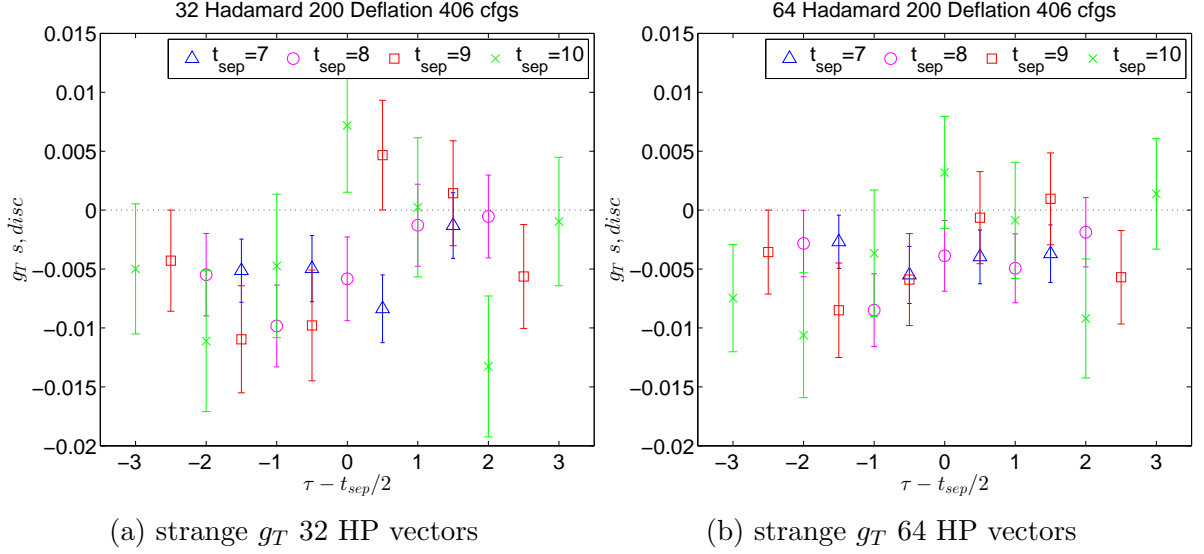 32 Hadamard 200 Deflation 406 cfgs
0.015
t_sep=7 t_sep=8 t_sep=9 t_sep=10
0.01
0.005
0
−0.005
−0.01
−0.015
−0.02
g_T s, disc
−3 −2 −1 0 1 2 3
τ − t_sep/2
(a) strange g_T 32 HP vectors
64 Hadamard 200 Deflation 406 cfgs
0.015
t_sep=7 t_sep=8 t_sep=9 t_sep=10
0.01
0.005
0
−0.005
−0.01
−0.015
−0.02
g_T s, disc
−3 −2 −1 0 1 2 3
τ − t_sep/2
(b) strange g_T 64 HP vectors